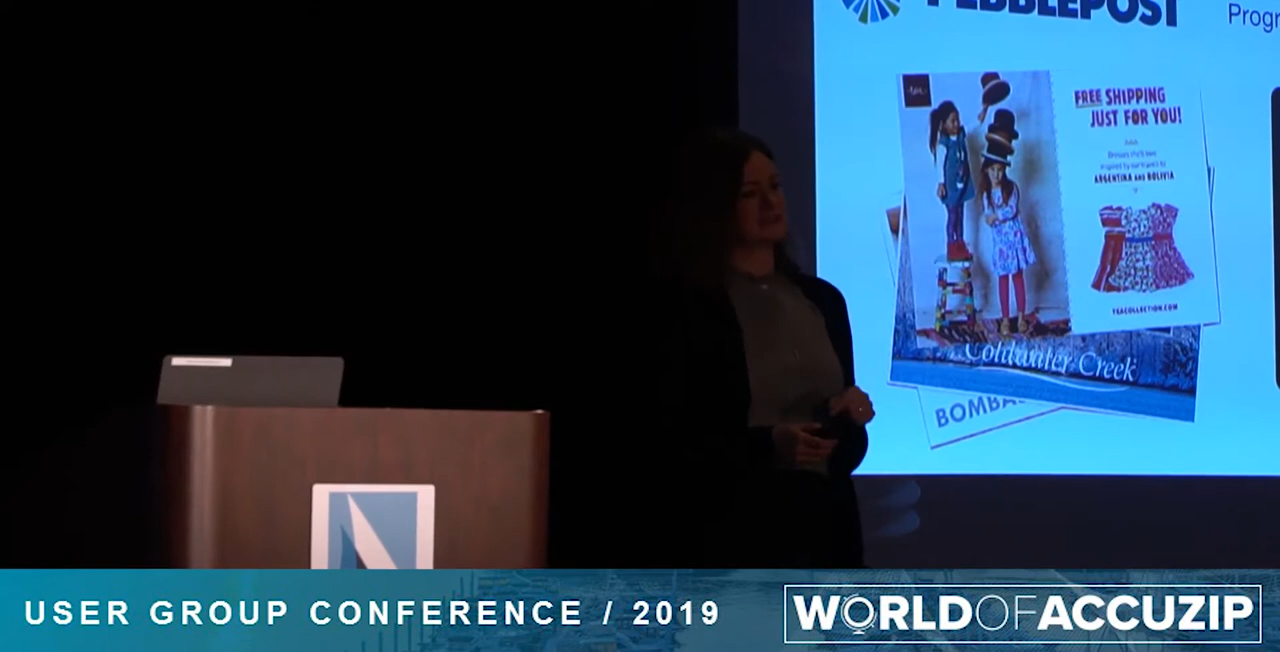 PEBBLEPOST
Progr
FREE SHIPPING
JUST FOR YOU!
ARGENTINA AND BOLIVIA
TEACOLLECTION.COM
Coldwater Creek
BOMBA
USER GROUP CONFERENCE / 2019
WORLDOFACCUZIP